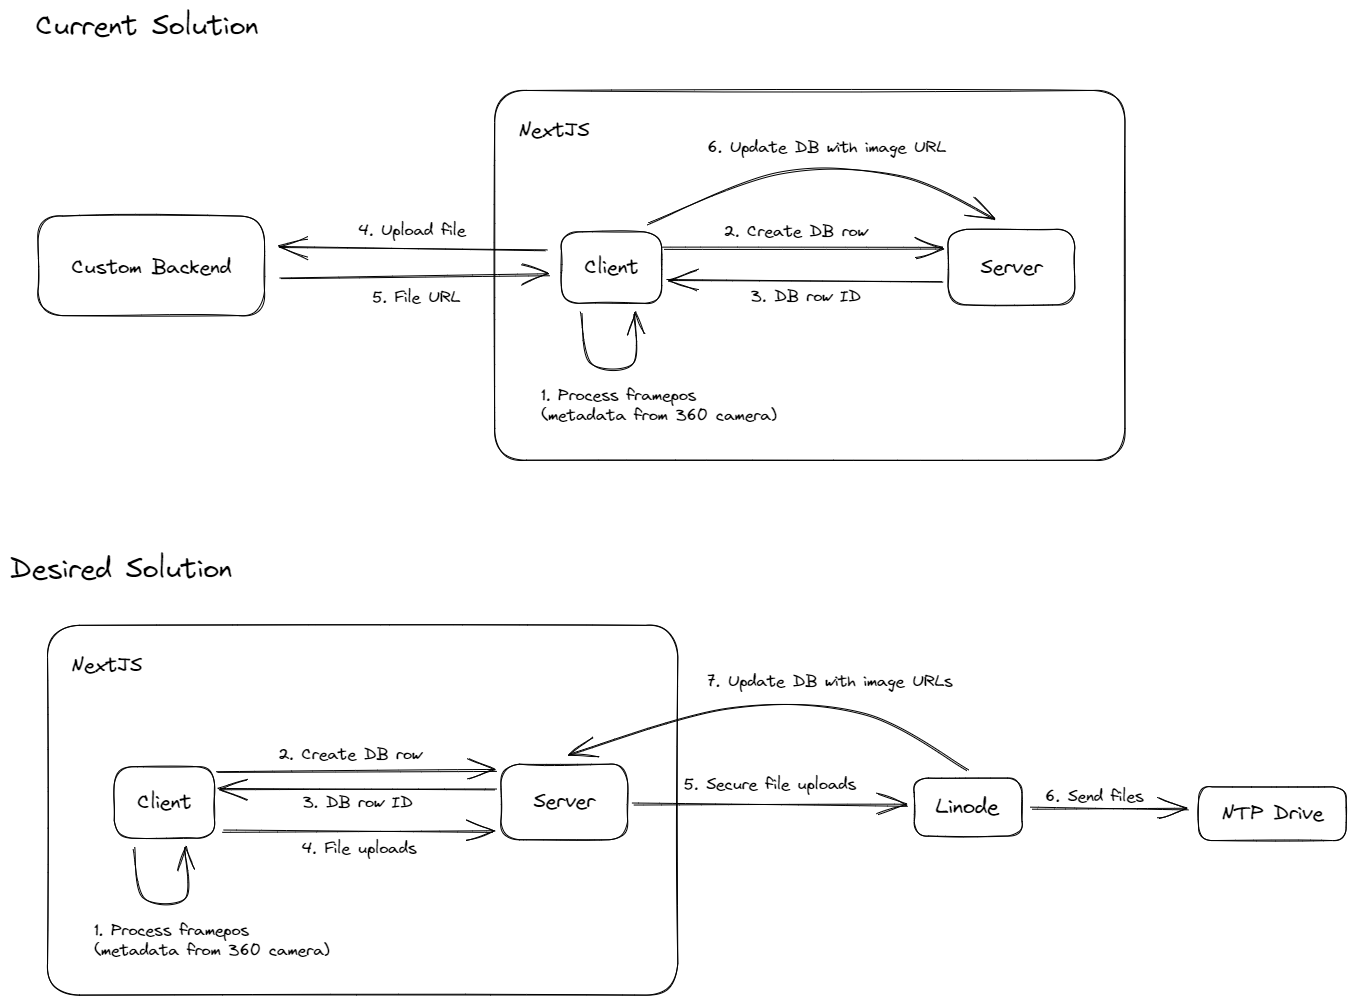 Current Solution
NextJS
6. Update DB with image URL
4. Upload file
2. Create DB row
Custom Backend
Client
Server
5. File URL
3. DB row ID
1. Process framepos
(metadata from 360 camera)
Desired Solution
NextJS
7. Update DB with image URLs
2. Create DB row
Client
3. DB row ID
Server
5. Secure file uploads
Linode
6. Send files
NTP Drive
4. File uploads
1. Process framepos
(metadata from 360 camera)